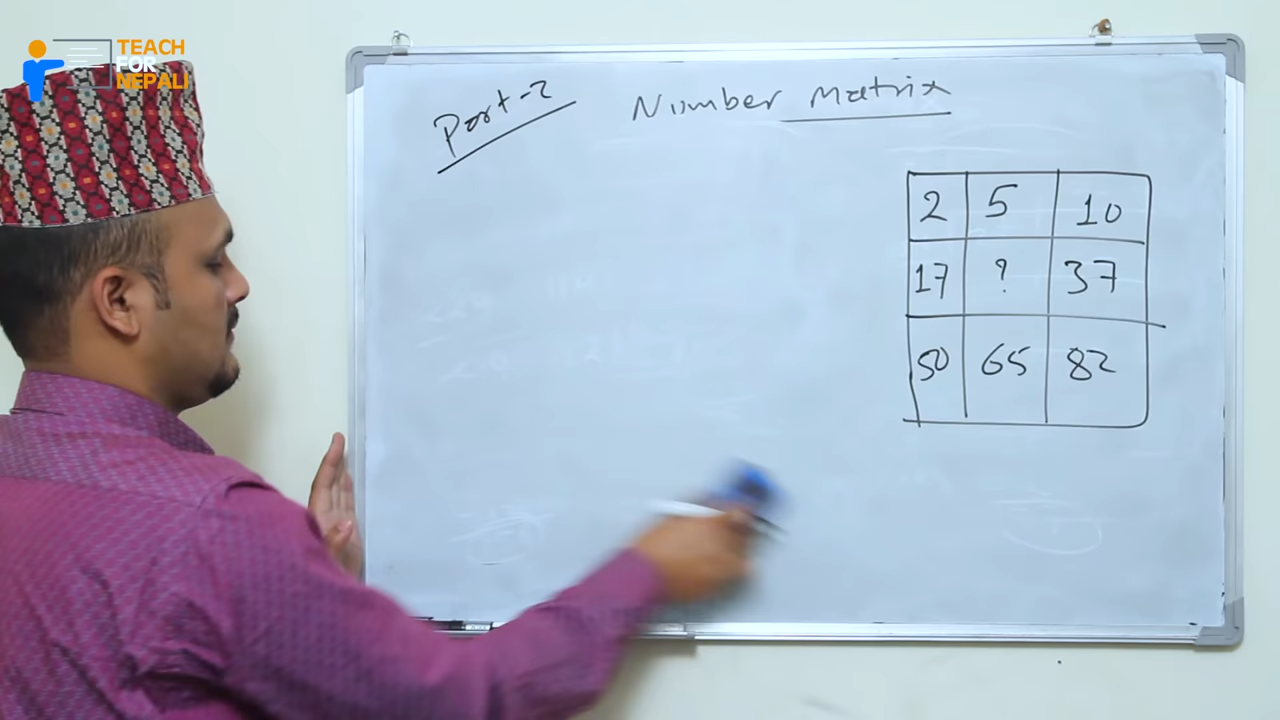 TEACH
FOR
NEPALI
Part-2
Number Matrix
2 5 10
17 ? 37
50 65 82